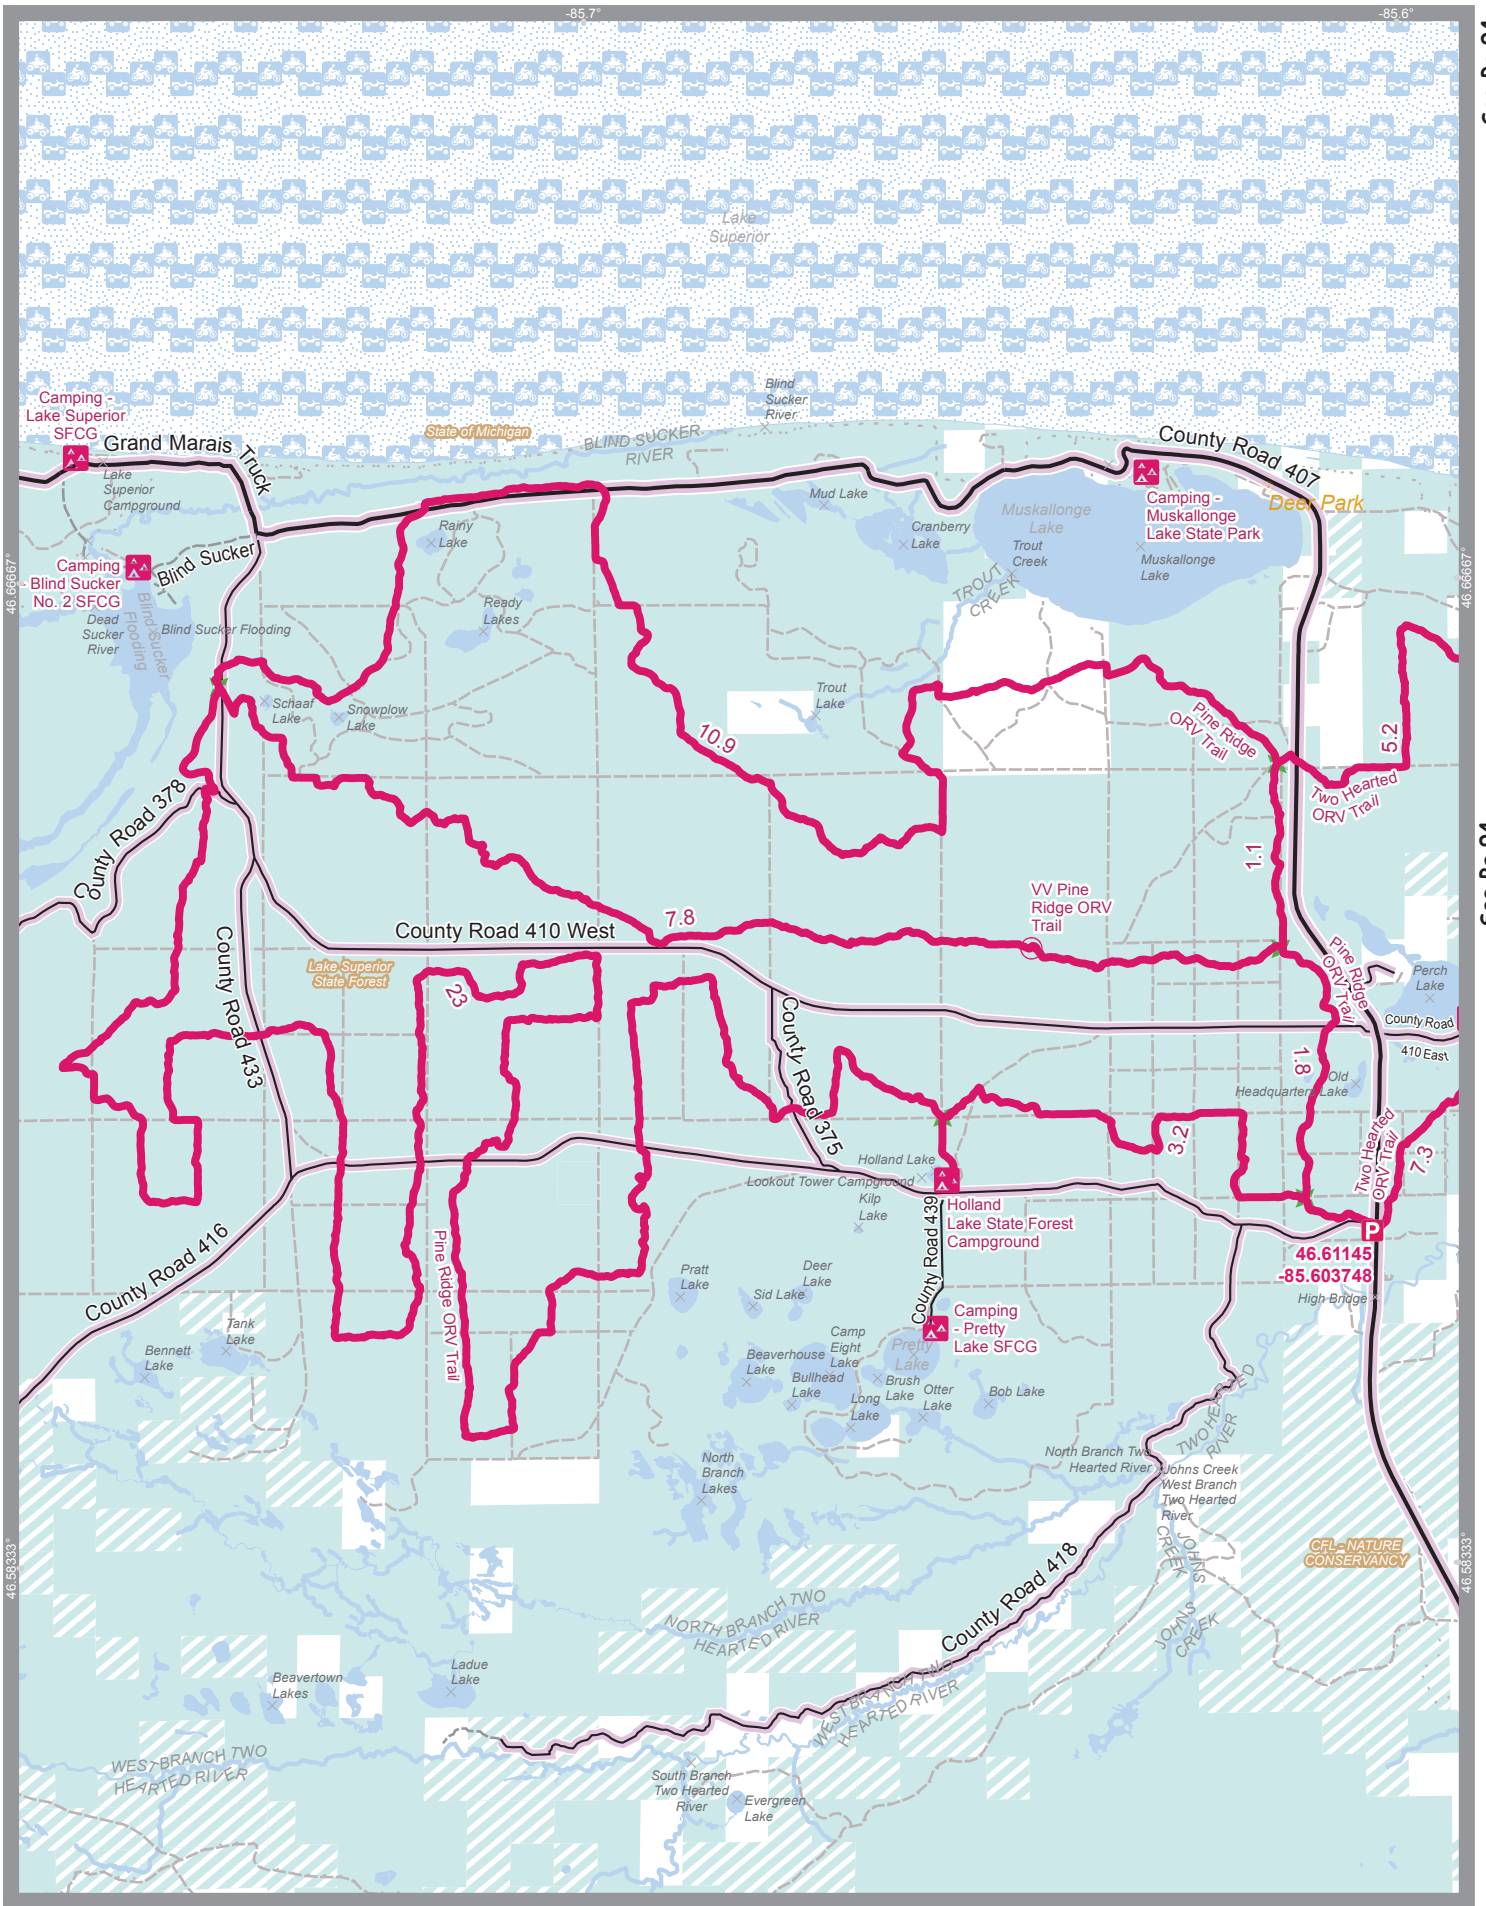 -85.7°
-85.6°
Lake
Superior
Blind
Sucker
River
Camping -
Lake Superior
SFCG
Grand Marais
Truck
State of Michigan
BLIND SUCKER
RIVER
County Road 407
Lake
Superior
Campground
Mud Lake
Muskallonge
Lake
Camping -
Muskallonge
Lake State Park
Deer Park
Rainy
Lake
Cranberry
Lake
Trout
Creek
Muskallonge
Lake
TROUT
CREEK
Camping
- Blind Sucker
No. 2 SFCG
Blind Sucker
46.66667°
46.66667°
Dead
Sucker
River
Blind Sucker
Flooding
Blind Sucker Flooding
Ready
Lakes
Schaaf
Lake
Snowplow
Lake
Trout
Lake
10.9
Pine Ridge
ORV Trail
5.2
Two Hearted
ORV Trail
County Road 378
1.1
VV Pine
Ridge ORV
Trail
7.8
County Road 410 West
County Road 433
Lake Superior
State Forest
23
Pine Ridge
ORV Trail
Perch
Lake
County Road
410 East
County Road 375
1.8
Old
Headquarters Lake
3.2
Two Hearted
ORV Trail
7.3
Holland Lake
Lookout Tower Campground
Kilp
Lake
Holland
Lake State Forest
Campground
County Road 439
P
46.61145
-85.603748
High Bridge
County Road 416
Pine Ridge ORV Trail
Pratt
Lake
Deer
Lake
Sid Lake
Camping
- Pretty
Lake SFCG
Tank
Lake
Bennett
Lake
Camp
Eight
Lake
Pretty
Lake
Beaverhouse
Lake
Bullhead
Lake
Brush
Lake
Long
Lake
Otter
Lake
Bob Lake
TWO HEARTED
RIVER
North Branch Two
Hearted River
North
Branch
Lakes
Johns Creek
West Branch
Two Hearted
River
JOHNS
CREEK
CFL - NATURE
CONSERVANCY
46.58333°
46.58333°
County Road 418
NORTH BRANCH TWO
HEARTED RIVER
JOHNS
CREEK
Ladue
Lake
Beavertown
Lakes
WEST BRANCH TWO
HEARTED RIVER
WEST BRANCH TWO
HEARTED RIVER
South Branch
Two Hearted
River
Evergreen
Lake